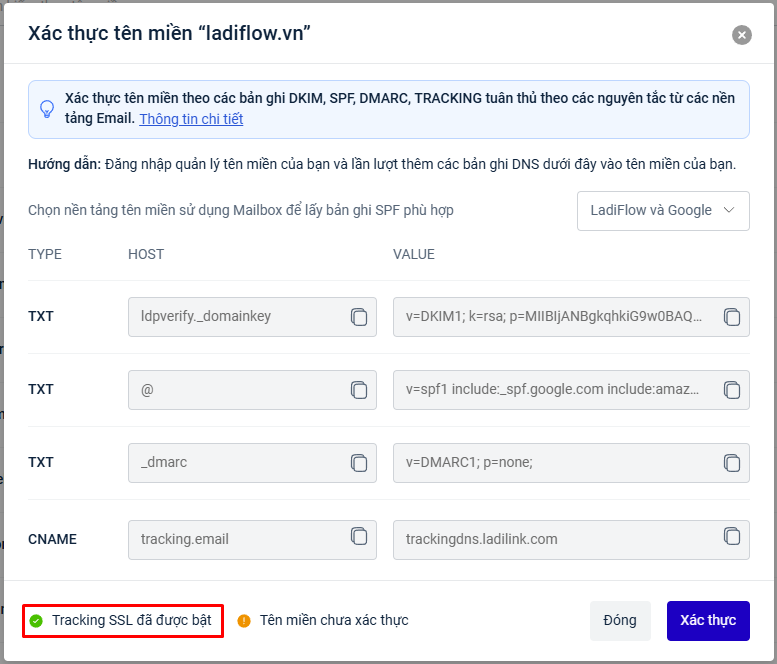 Xác thực tên miền “ladiflow.vn”
Xác thực tên miền theo các bản ghi DKIM, SPF, DMARC, TRACKING tuân thủ theo các nguyên tắc từ các nền
tảng Email. Thông tin chi tiết
Hướng dẫn: Đăng nhập quản lý tên miền của bạn và lần lượt thêm các bản ghi DNS dưới đây vào tên miền của bạn.
Chọn nền tảng tên miền sử dụng Mailbox để lấy bản ghi SPF phù hợp
LadiFlow và Google
TYPE HOST VALUE
TXT ldpverify._domainkey v=DKIM1; k=rsa; p=MIIBIjANBgkqhkiG9w0BAQ...
TXT @ v=spf1 include:_spf.google.com include:amaz...
TXT _dmarc v=DMARC1; p=none;
CNAME tracking.email trackingdns.ladilink.com
Tracking SSL đã được bật Tên miền chưa xác thực Đóng Xác thực